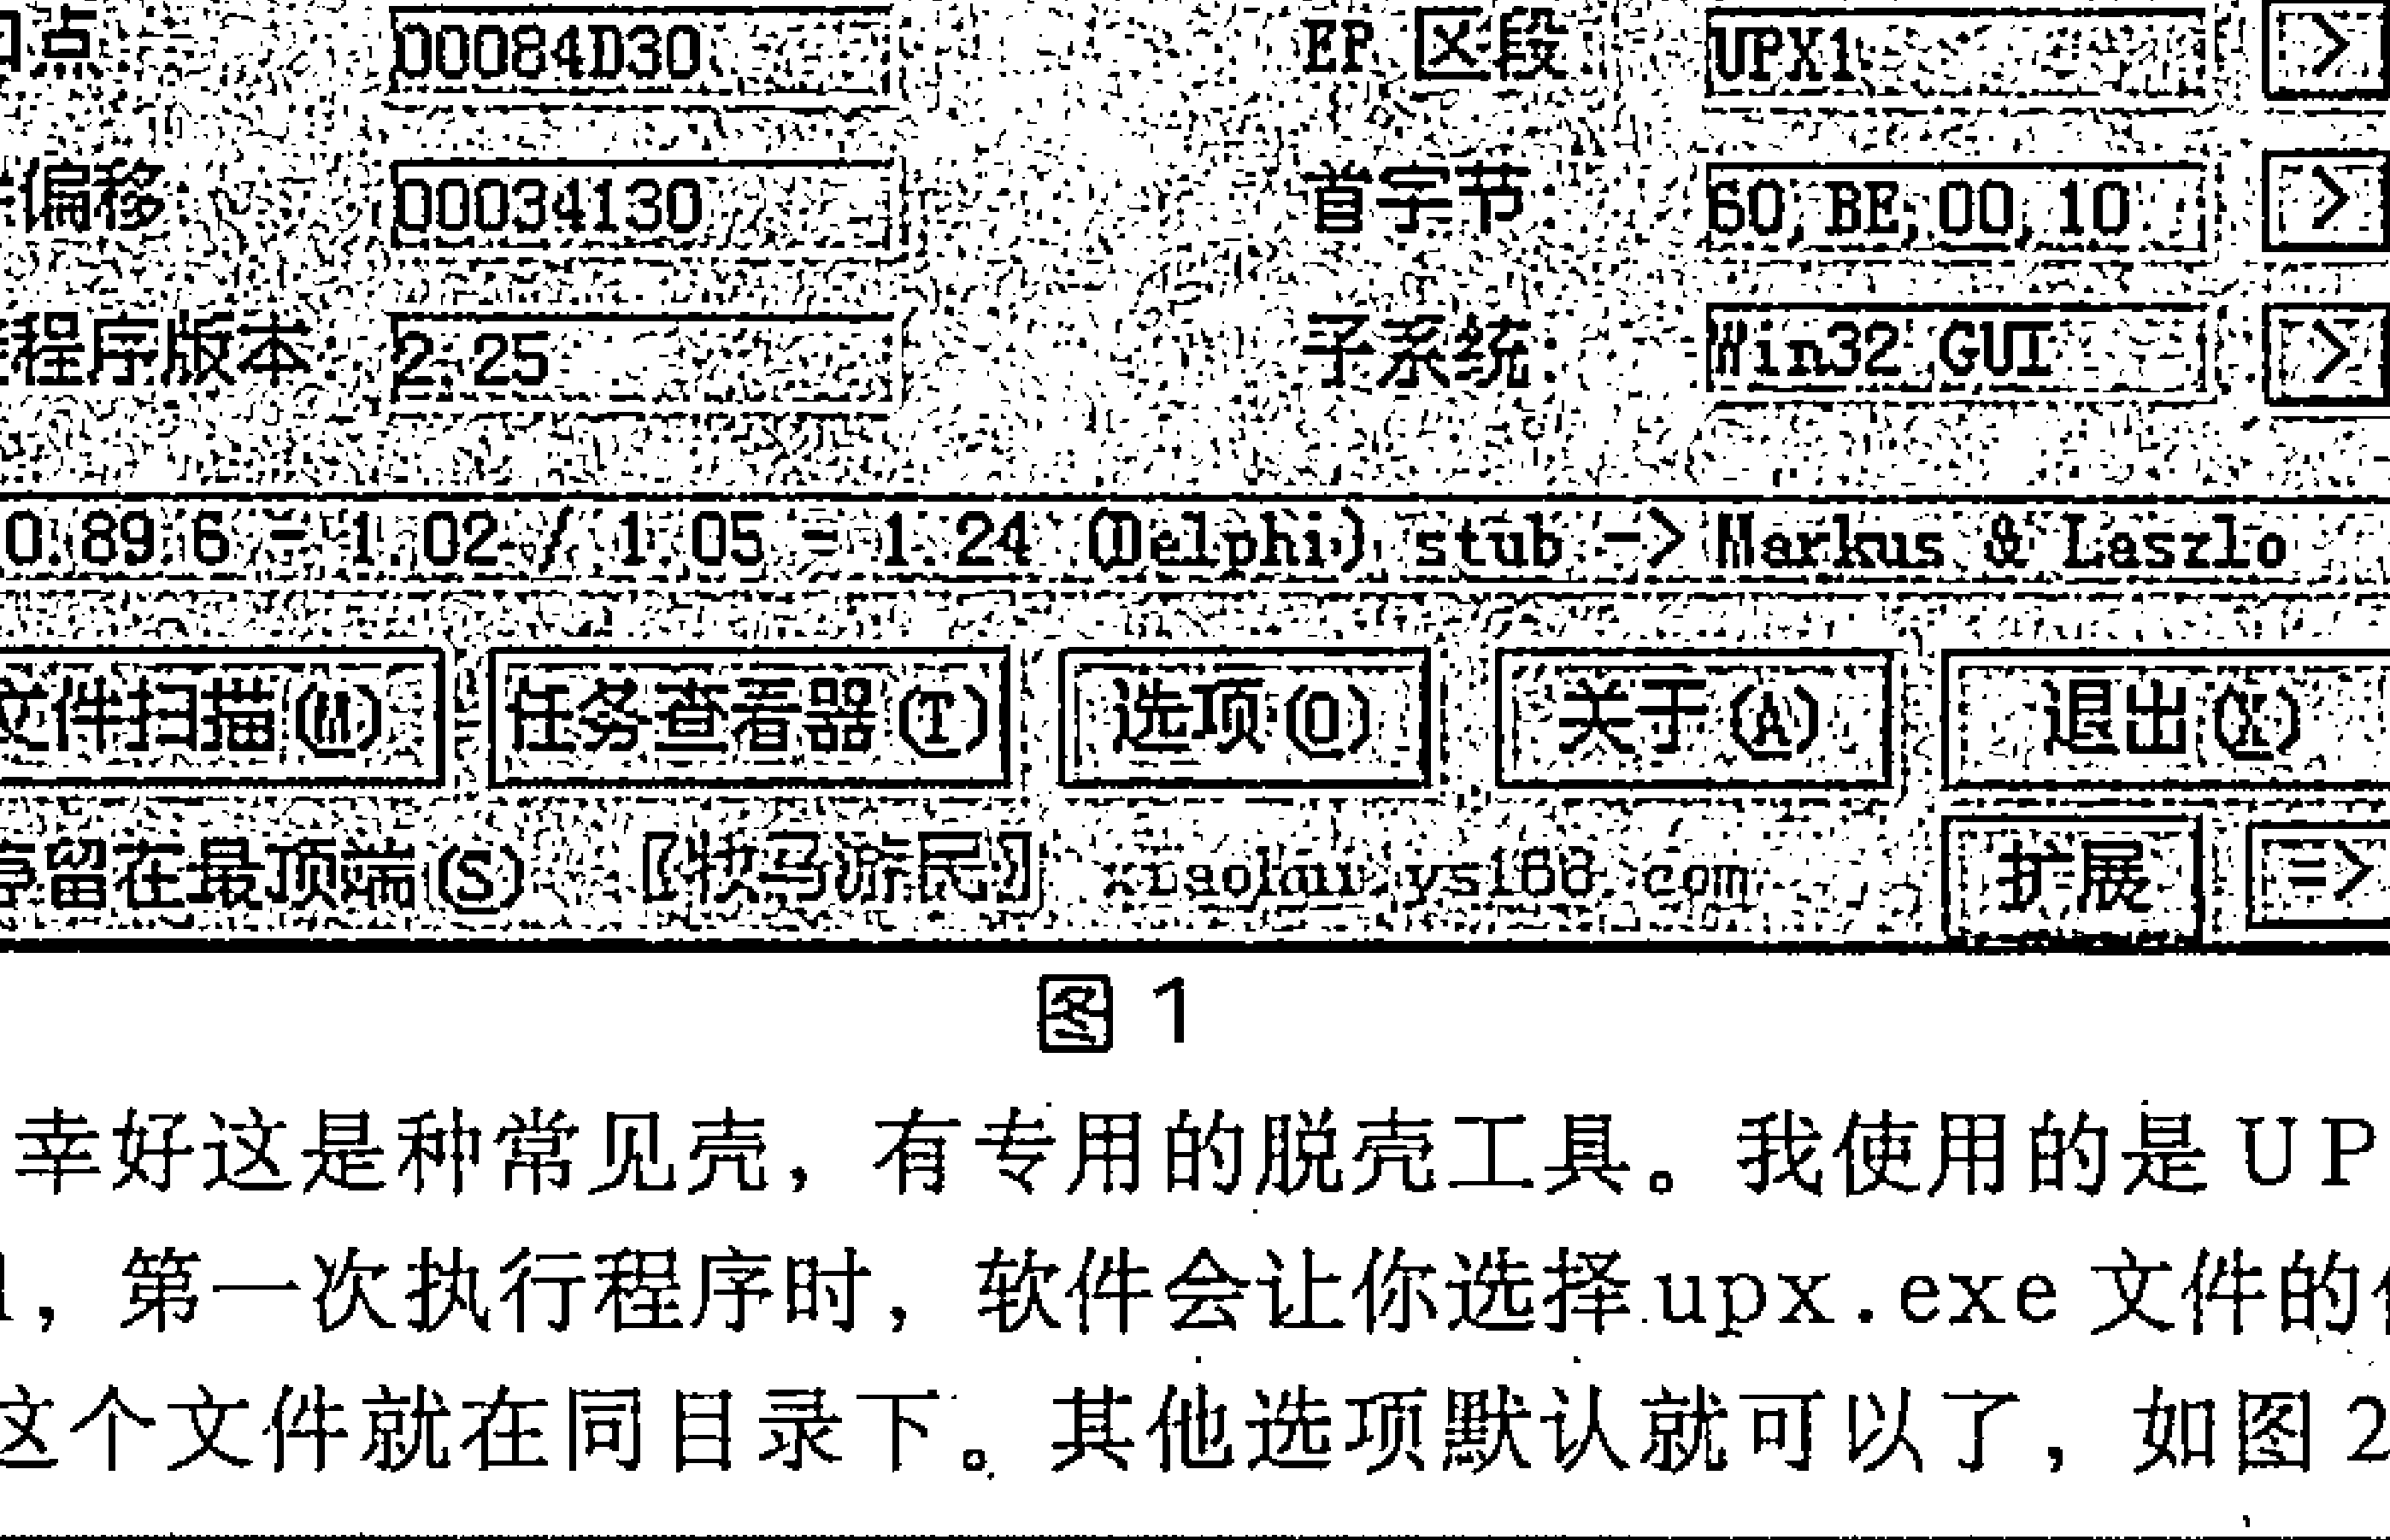 点 00084D30 EP 区段 UPX1 >
偏移 00034130 首字节: 60, BE, 00, 10 >
程序版本: 2.25 子系统: Win32 GUI >
0.89.6 - 1.02 / 1.05 - 1.24 (Delphi) stub -> Markus & Laszlo
文件扫描(M) 任务查看器(T) 选项(O) 关于(A) 退出(X)
停留在最顶端(S) 游民】 扩展 =>
图 1
幸好这是种常见壳，有专用的脱壳工具。我使用的是 UP
，第一次执行程序时，软件会让你选择 upx.exe 文件的
这个文件就在同目录下。其他选项默认就可以了，如图 2